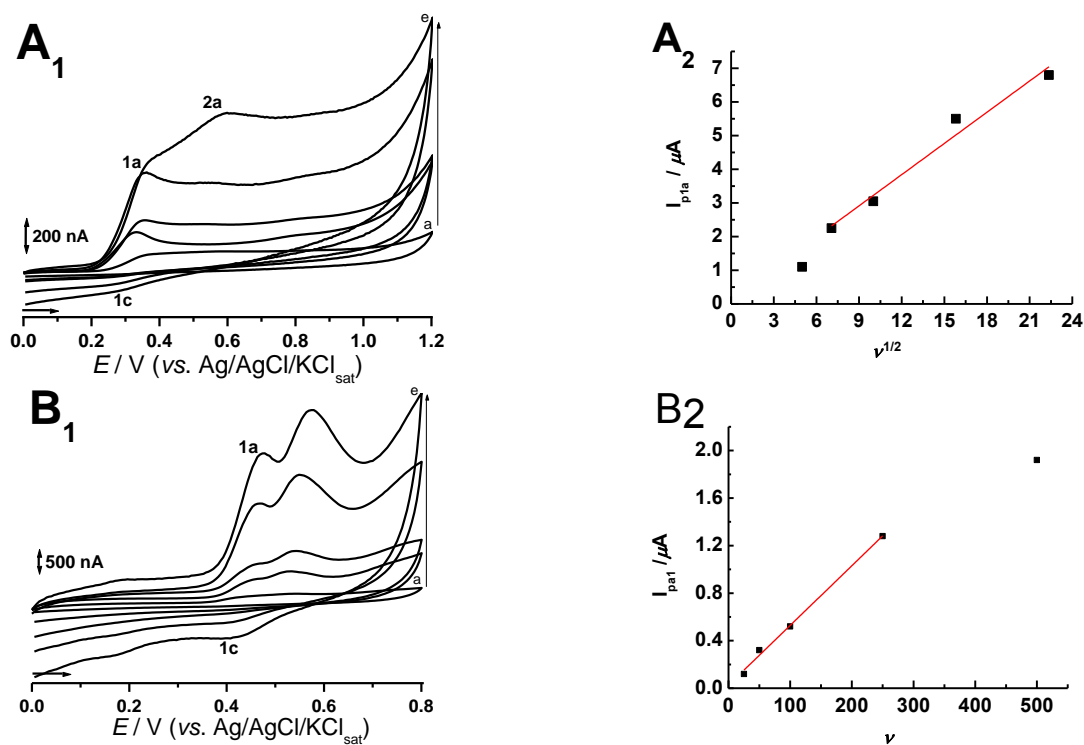 A1
e
2a
1a
200 nA
a
1c
0.0 0.2 0.4 0.6 0.8 1.0 1.2
E / V (vs. Ag/AgCl/KClsat)
A2
7
6
5
4
3
2
1
0
Ip1a / μA
0 3 6 9 12 15 18 21 24
ν1/2
B1
e
1a
500 nA
a
1c
0.0 0.2 0.4 0.6 0.8
E / V (vs. Ag/AgCl/KClsat)
B2
2.0
1.6
1.2
0.8
0.4
0.0
Ipa1 / μA
0 100 200 300 400 500
ν